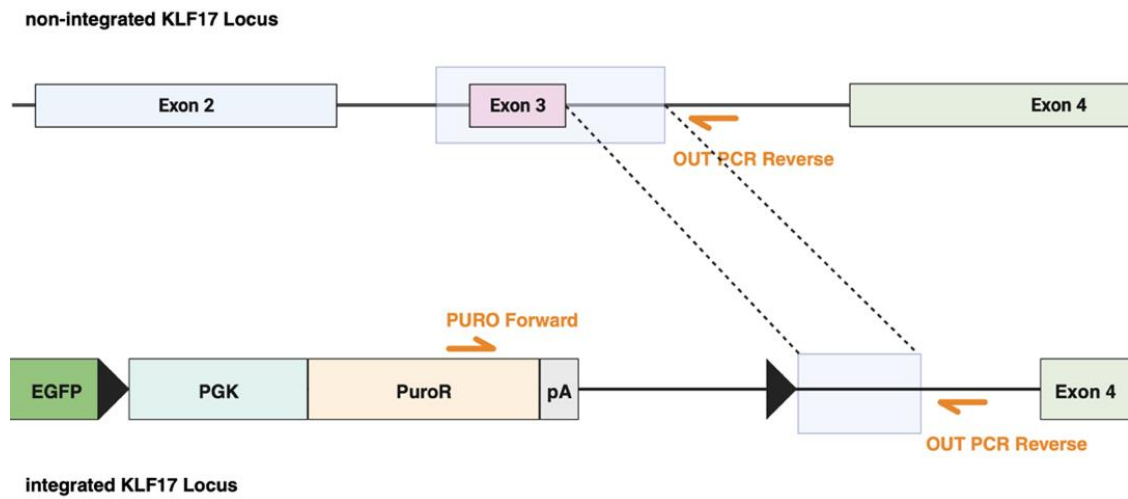 non-integrated KLF17 Locus
Exon 2
Exon 3
Exon 4
OUT PCR Reverse
PURO Forward
EGFP
PGK
PuroR
pA
Exon 4
OUT PCR Reverse
integrated KLF17 Locus